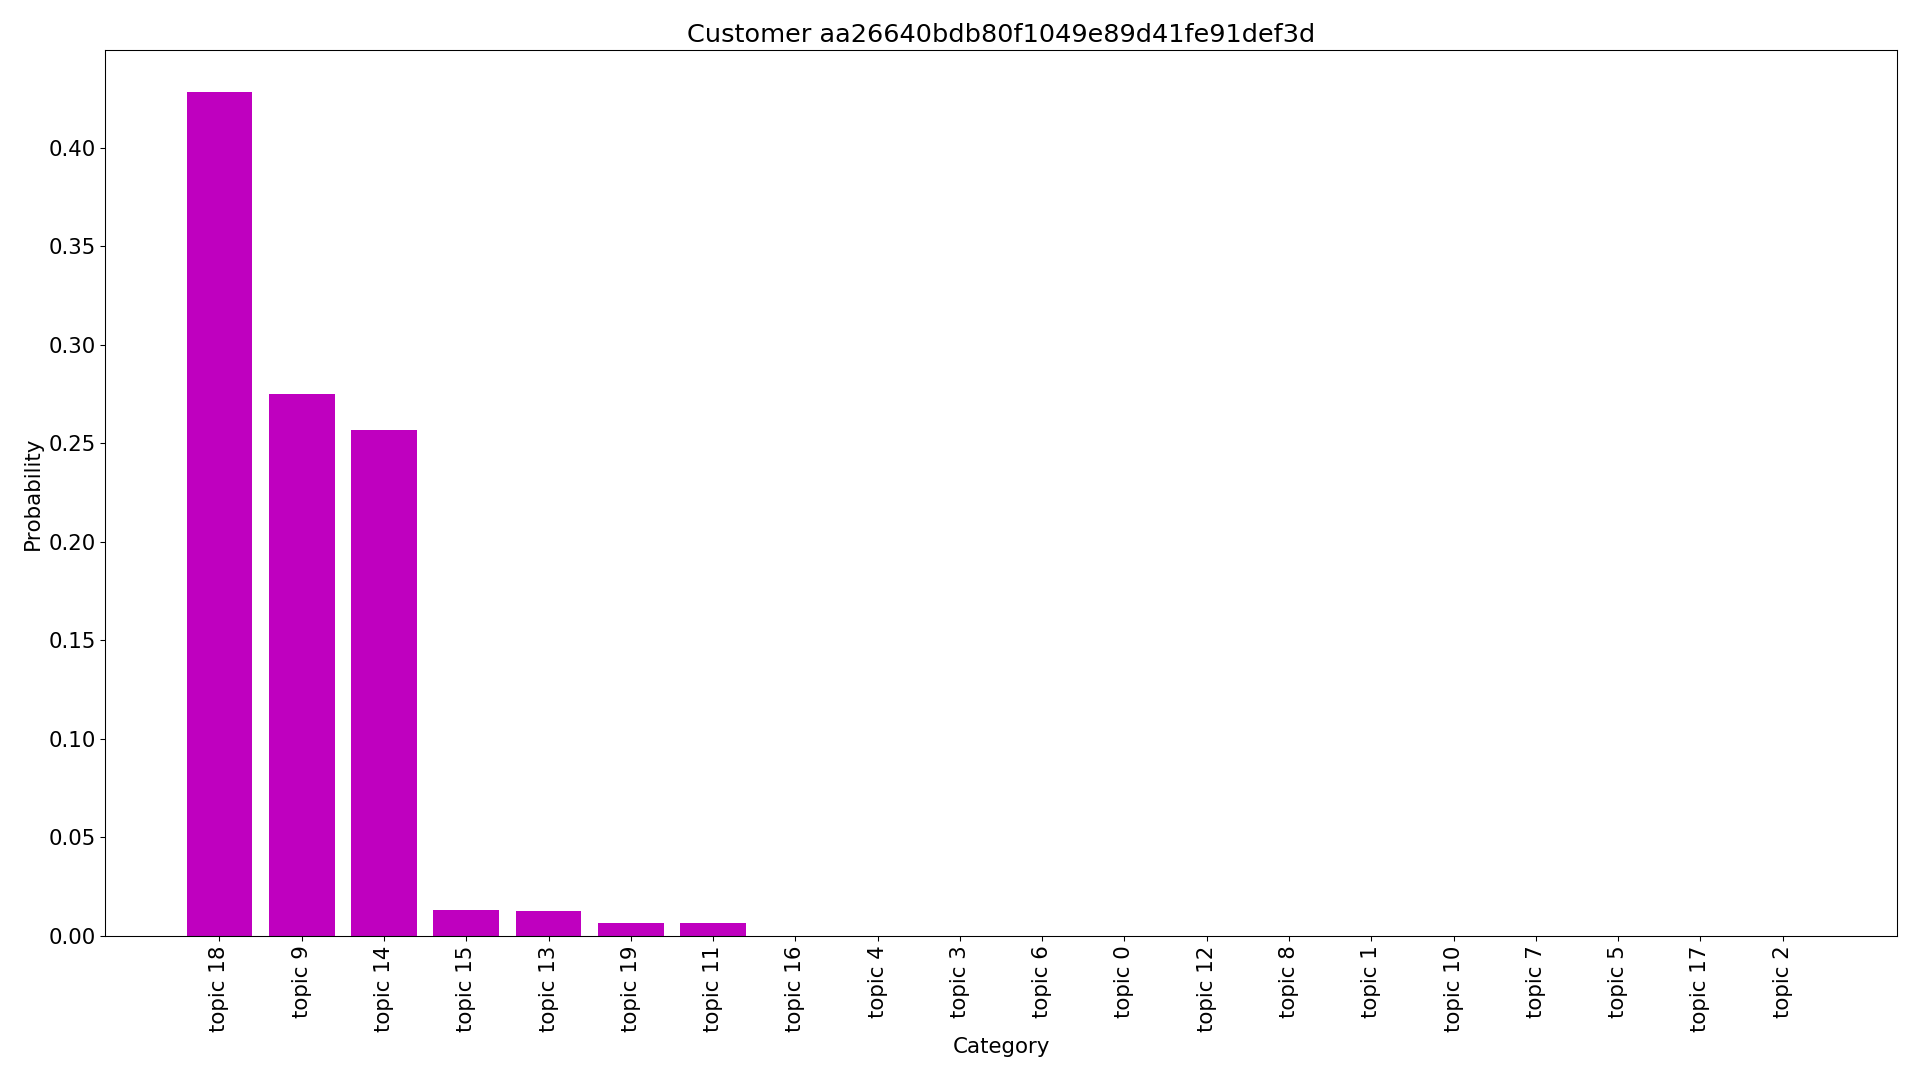 Customer aa26640bdb80f1049e89d41fe91def3d
Probability
0.40
0.35
0.30
0.25
0.20
0.15
0.10
0.05
0.00
topic 18
topic 9
topic 14
topic 15
topic 13
topic 19
topic 11
topic 16
topic 4
topic 3
topic 6
topic 0
topic 12
topic 8
topic 1
topic 10
topic 7
topic 5
topic 17
topic 2
Category